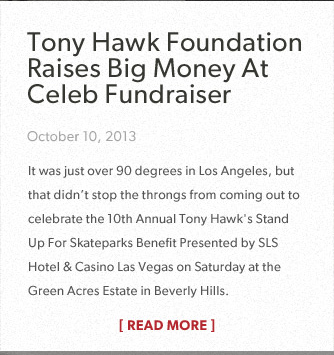 Tony Hawk Foundation
Raises Big Money At
Celeb Fundraiser
October 10, 2013
It was just over 90 degrees in Los Angeles, but
that didn't stop the throngs from coming out to
celebrate the 10th Annual Tony Hawk's Stand
Up For Skateparks Benefit Presented by SLS
Hotel & Casino Las Vegas on Saturday at the
Green Acres Estate in Beverly Hills.
[ READ MORE ]